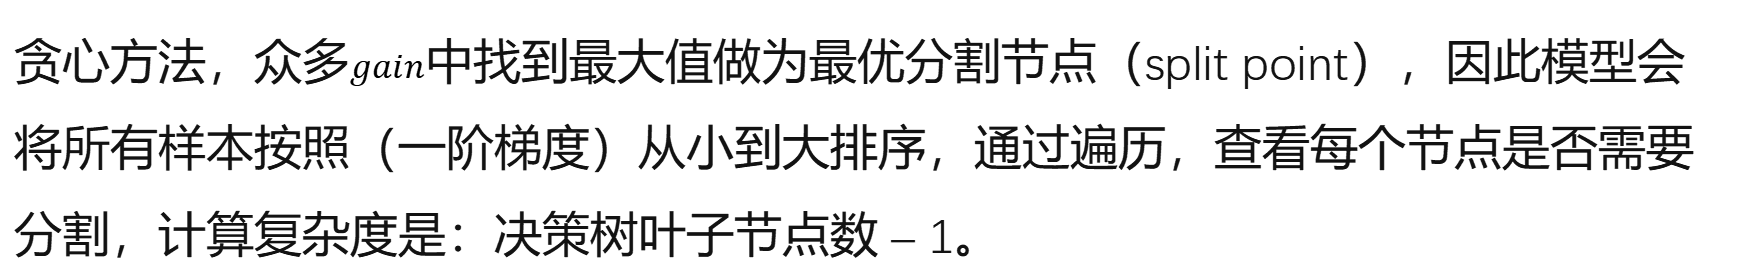 贪心方法，众多gain中找到最大值做为最优分割节点（split point），因此模型会
将所有样本按照（一阶梯度）从小到大排序，通过遍历，查看每个节点是否需要
分割，计算复杂度是：决策树叶子节点数 – 1。